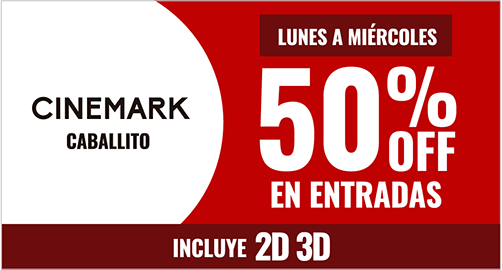 CINEMARK
CABALLITO
LUNES A MIÉRCOLES
50% OFF
EN ENTRADAS
INCLUYE 2D 3D